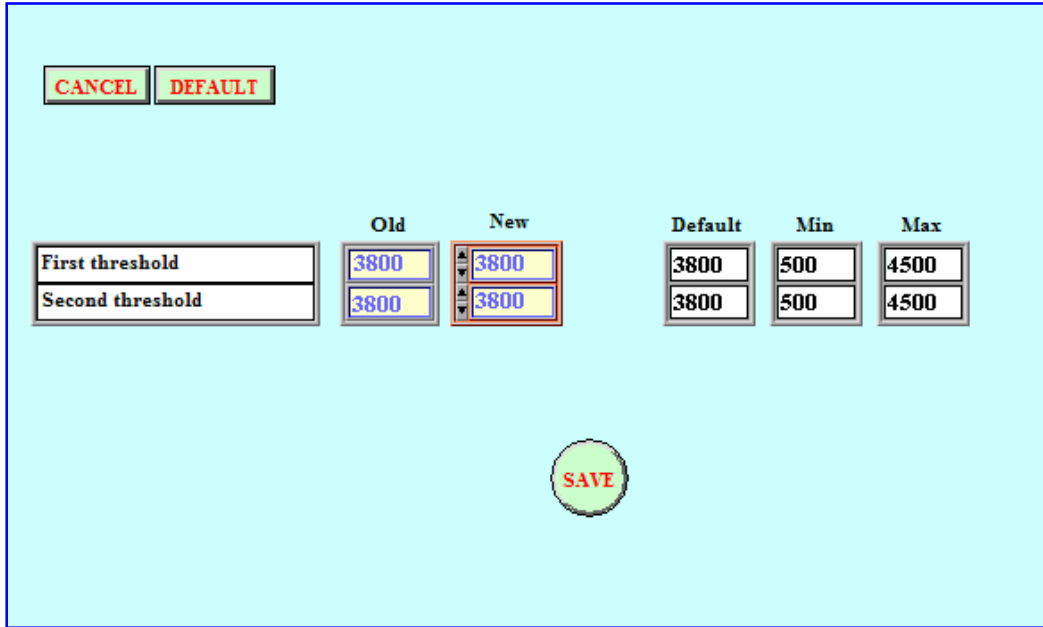 CANCEL DEFAULT
Old New Default Min Max
First threshold 3800 3800 3800 500 4500
Second threshold 3800 3800 3800 500 4500
SAVE